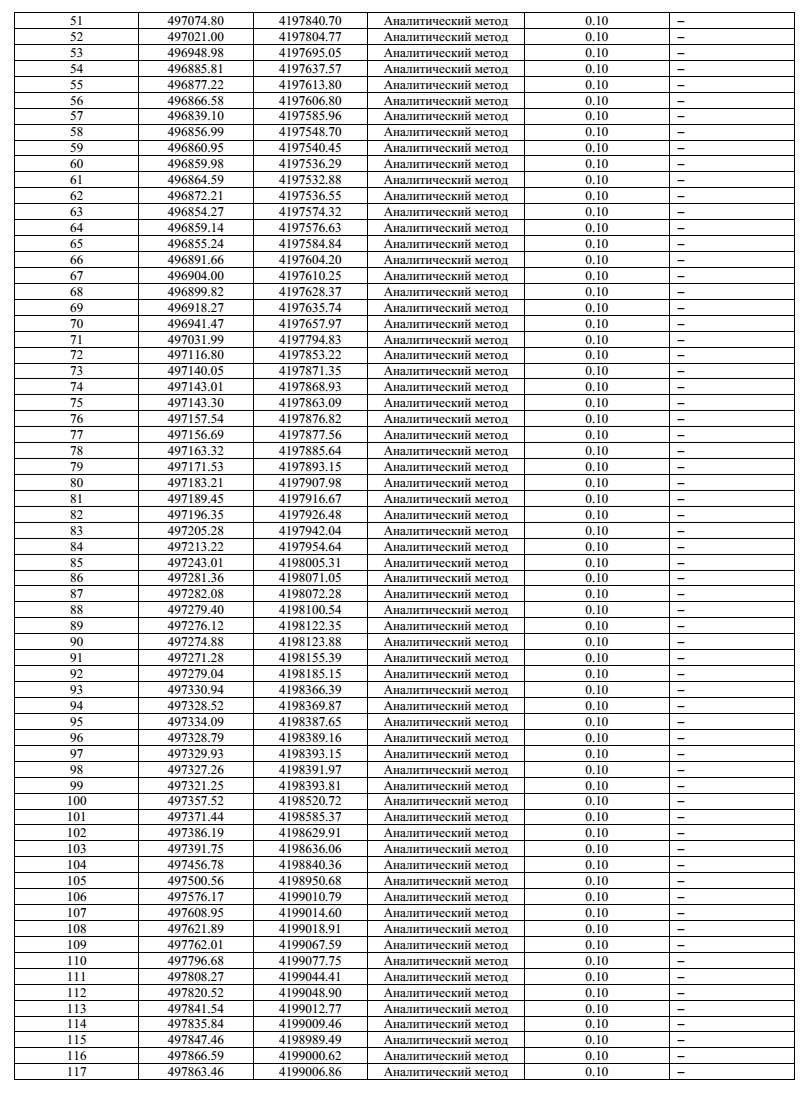 51 497074.80 4197840.70 Аналитический метод 0.10 –
52 497021.00 4197804.77 Аналитический метод 0.10 –
53 496948.98 4197695.05 Аналитический метод 0.10 –
54 496885.81 4197637.57 Аналитический метод 0.10 –
55 496877.22 4197613.80 Аналитический метод 0.10 –
56 496866.58 4197606.80 Аналитический метод 0.10 –
57 496839.10 4197585.96 Аналитический метод 0.10 –
58 496856.99 4197548.70 Аналитический метод 0.10 –
59 496860.95 4197540.45 Аналитический метод 0.10 –
60 496859.98 4197536.29 Аналитический метод 0.10 –
61 496864.59 4197532.88 Аналитический метод 0.10 –
62 496872.21 4197536.55 Аналитический метод 0.10 –
63 496854.27 4197574.32 Аналитический метод 0.10 –
64 496859.14 4197576.63 Аналитический метод 0.10 –
65 496855.24 4197584.84 Аналитический метод 0.10 –
66 496891.66 4197604.20 Аналитический метод 0.10 –
67 496904.00 4197610.25 Аналитический метод 0.10 –
68 496899.82 4197628.37 Аналитический метод 0.10 –
69 496918.27 4197635.74 Аналитический метод 0.10 –
70 496941.47 4197657.97 Аналитический метод 0.10 –
71 497031.99 4197794.83 Аналитический метод 0.10 –
72 497116.80 4197853.22 Аналитический метод 0.10 –
73 497140.05 4197871.35 Аналитический метод 0.10 –
74 497143.01 4197868.93 Аналитический метод 0.10 –
75 497143.30 4197863.09 Аналитический метод 0.10 –
76 497157.54 4197876.82 Аналитический метод 0.10 –
77 497156.69 4197877.56 Аналитический метод 0.10 –
78 497163.32 4197885.64 Аналитический метод 0.10 –
79 497171.53 4197893.15 Аналитический метод 0.10 –
80 497183.21 4197907.98 Аналитический метод 0.10 –
81 497189.45 4197916.67 Аналитический метод 0.10 –
82 497196.35 4197926.48 Аналитический метод 0.10 –
83 497205.28 4197942.04 Аналитический метод 0.10 –
84 497213.22 4197954.64 Аналитический метод 0.10 –
85 497243.01 4198005.31 Аналитический метод 0.10 –
86 497281.36 4198071.05 Аналитический метод 0.10 –
87 497282.08 4198072.28 Аналитический метод 0.10 –
88 497279.40 4198100.54 Аналитический метод 0.10 –
89 497276.12 4198122.35 Аналитический метод 0.10 –
90 497274.88 4198123.88 Аналитический метод 0.10 –
91 497271.28 4198155.39 Аналитический метод 0.10 –
92 497279.04 4198185.15 Аналитический метод 0.10 –
93 497330.94 4198366.39 Аналитический метод 0.10 –
94 497328.52 4198369.87 Аналитический метод 0.10 –
95 497334.09 4198387.65 Аналитический метод 0.10 –
96 497328.79 4198389.16 Аналитический метод 0.10 –
97 497329.93 4198393.15 Аналитический метод 0.10 –
98 497327.26 4198391.97 Аналитический метод 0.10 –
99 497321.25 4198393.81 Аналитический метод 0.10 –
100 497357.52 4198520.72 Аналитический метод 0.10 –
101 497371.44 4198585.37 Аналитический метод 0.10 –
102 497386.19 4198629.91 Аналитический метод 0.10 –
103 497391.75 4198636.06 Аналитический метод 0.10 –
104 497456.78 4198840.36 Аналитический метод 0.10 –
105 497500.56 4198950.68 Аналитический метод 0.10 –
106 497576.17 4199010.79 Аналитический метод 0.10 –
107 497608.95 4199014.60 Аналитический метод 0.10 –
108 497621.89 4199018.91 Аналитический метод 0.10 –
109 497762.01 4199067.59 Аналитический метод 0.10 –
110 497796.68 4199077.75 Аналитический метод 0.10 –
111 497808.27 4199044.41 Аналитический метод 0.10 –
112 497820.52 4199048.90 Аналитический метод 0.10 –
113 497841.54 4199012.77 Аналитический метод 0.10 –
114 497835.84 4199009.46 Аналитический метод 0.10 –
115 497847.46 4198989.49 Аналитический метод 0.10 –
116 497866.59 4199000.62 Аналитический метод 0.10 –
117 497863.46 4199006.86 Аналитический метод 0.10 –